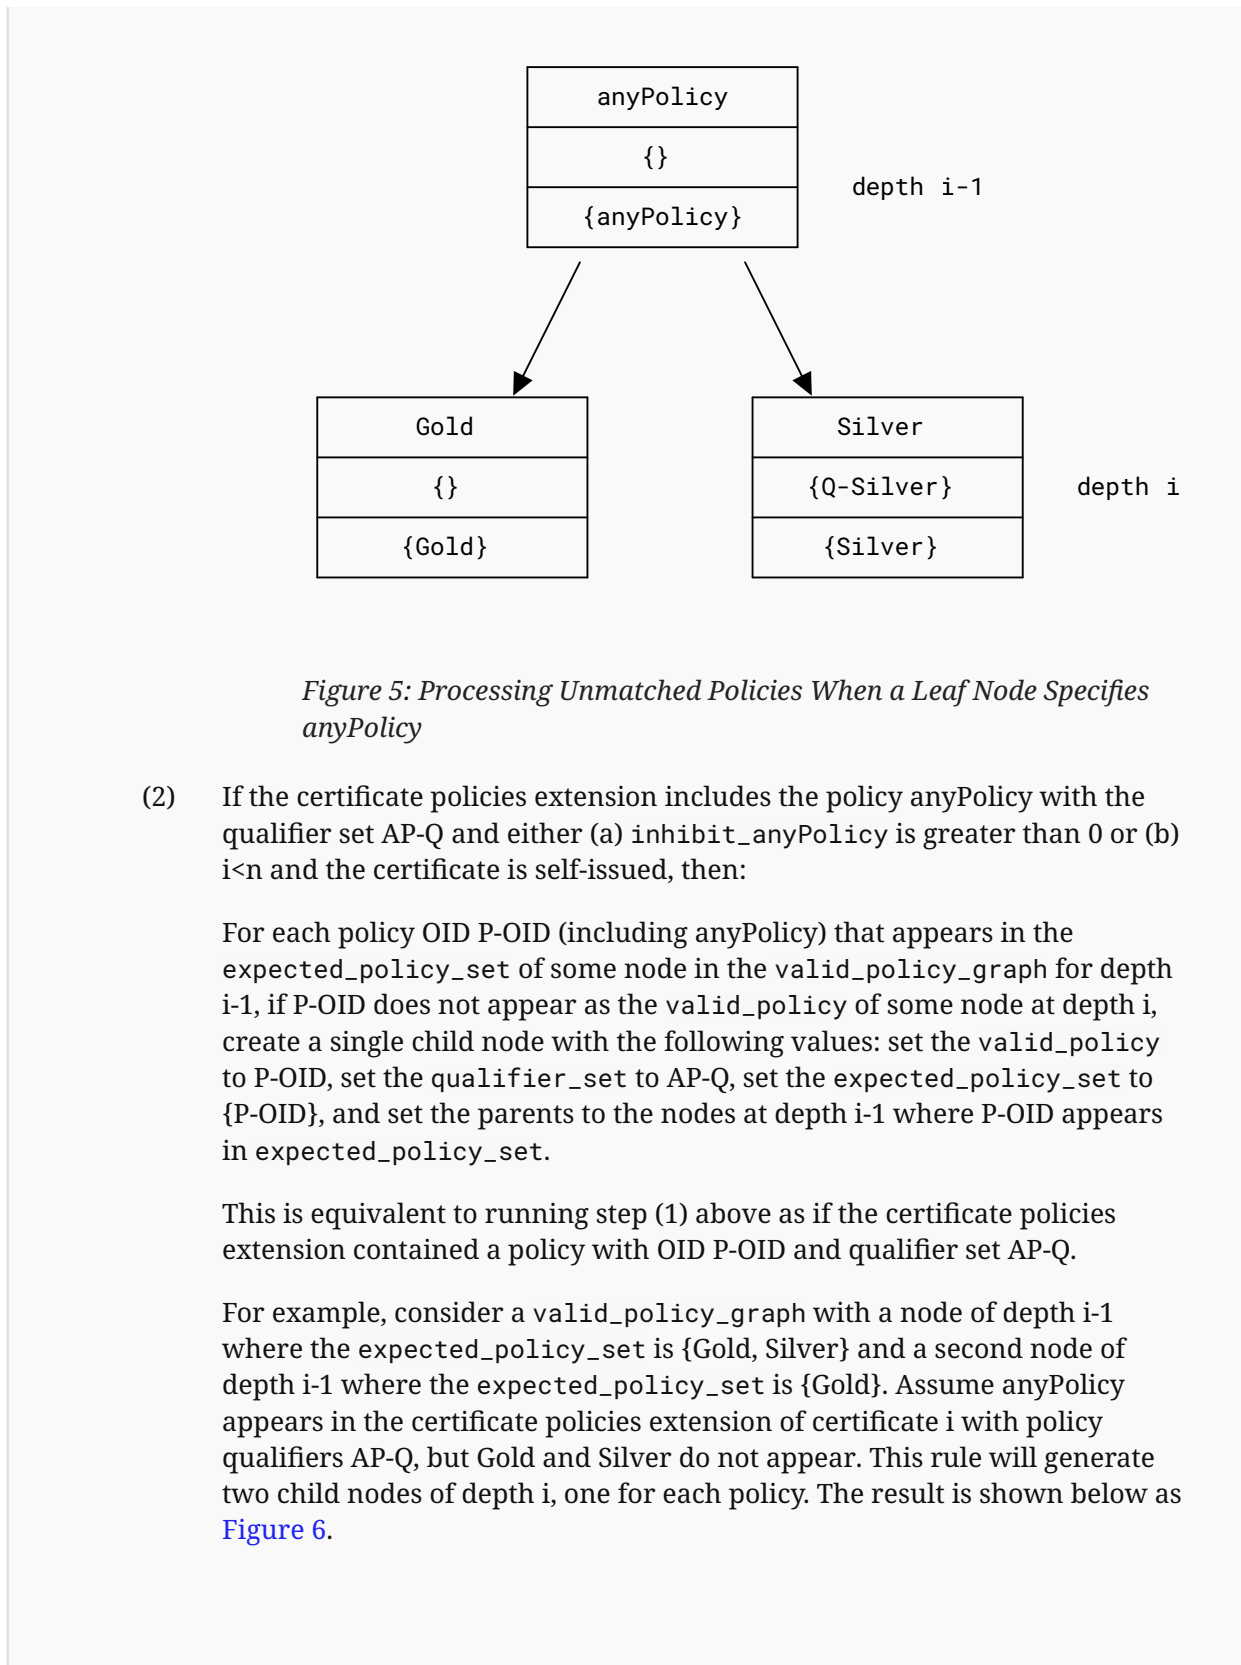 anyPolicy
{}
depth i-1
{anyPolicy}
Gold
Silver
{}
{Q-Silver}
depth i
{Gold}
{Silver}
Figure 5: Processing Unmatched Policies When a Leaf Node Specifies
anyPolicy
(2) If the certificate policies extension includes the policy anyPolicy with the
qualifier set AP-Q and either (a) inhibit_anyPolicy is greater than 0 or (b)
i<n and the certificate is self-issued, then:
For each policy OID P-OID (including anyPolicy) that appears in the
expected_policy_set of some node in the valid_policy_graph for depth
i-1, if P-OID does not appear as the valid_policy of some node at depth i,
create a single child node with the following values: set the valid_policy
to P-OID, set the qualifier_set to AP-Q, set the expected_policy_set to
{P-OID}, and set the parents to the nodes at depth i-1 where P-OID appears
in expected_policy_set.
This is equivalent to running step (1) above as if the certificate policies
extension contained a policy with OID P-OID and qualifier set AP-Q.
For example, consider a valid_policy_graph with a node of depth i-1
where the expected_policy_set is {Gold, Silver} and a second node of
depth i-1 where the expected_policy_set is {Gold}. Assume anyPolicy
appears in the certificate policies extension of certificate i with policy
qualifiers AP-Q, but Gold and Silver do not appear. This rule will generate
two child nodes of depth i, one for each policy. The result is shown below as
Figure 6.